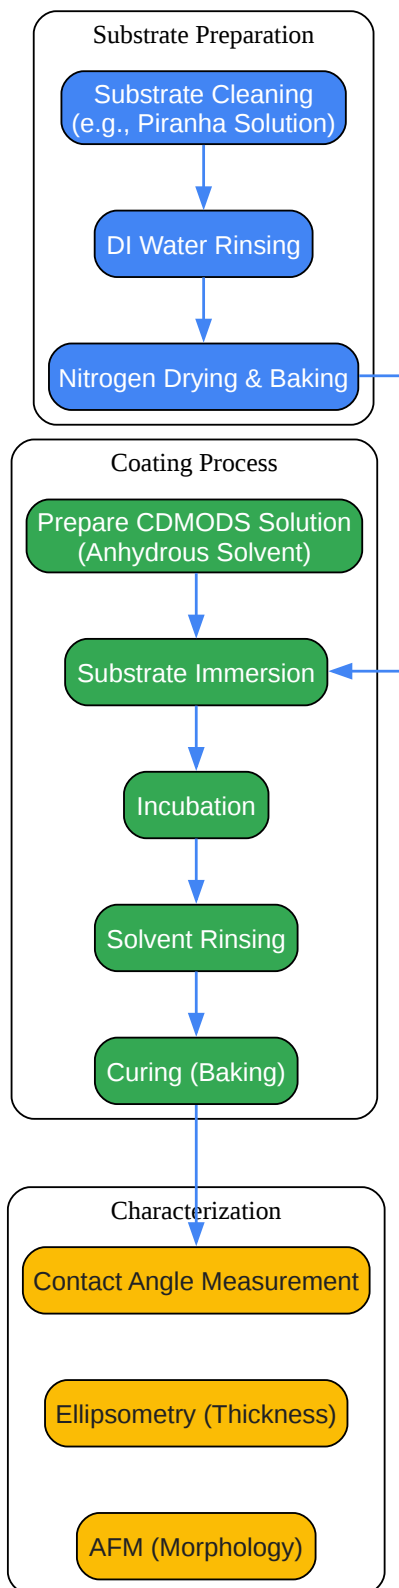 Substrate Preparation
Substrate Cleaning
(e.g., Piranha Solution)
DI Water Rinsing
Nitrogen Drying & Baking
Coating Process
Prepare CDMODS Solution
(Anhydrous Solvent)
Substrate Immersion
Incubation
Solvent Rinsing
Curing (Baking)
Characterization
Contact Angle Measurement
Ellipsometry (Thickness)
AFM (Morphology)